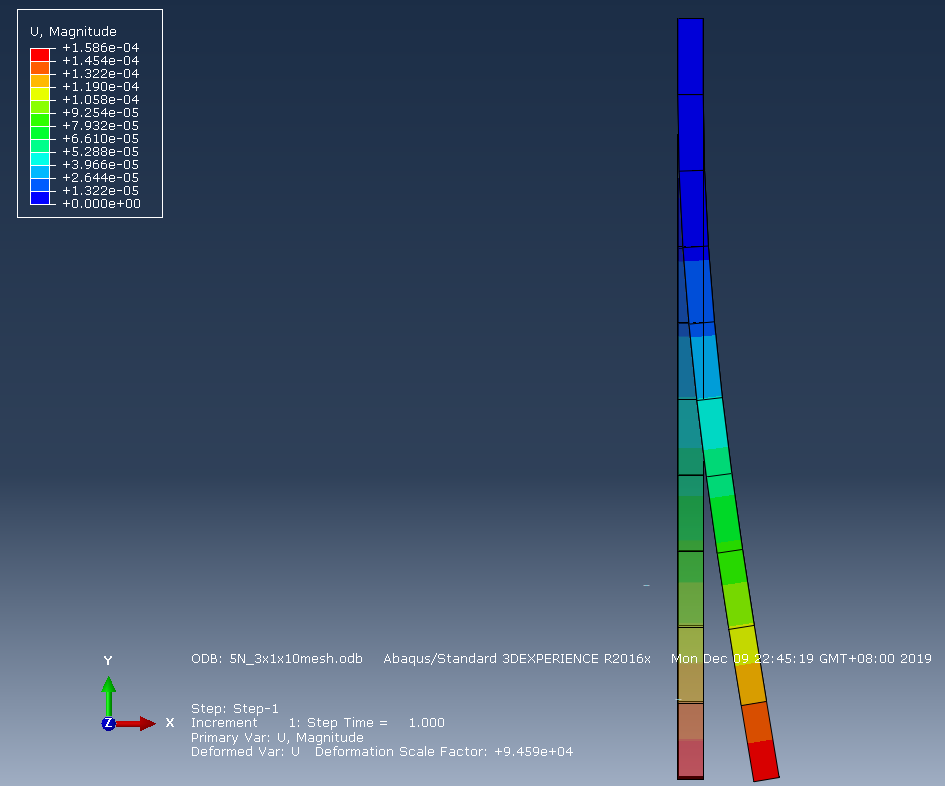 U, Magnitude
+1.586e-04
+1.454e-04
+1.322e-04
+1.190e-04
+1.058e-04
+9.254e-05
+7.932e-05
+6.610e-05
+5.288e-05
+3.966e-05
+2.644e-05
+1.322e-05
+0.000e+00
Y
Z
X
ODB: 5N_3x1x10mesh.odb Abaqus/Standard 3DEXPERIENCE R2016x Mon Dec 09 22:45:19 GMT+08:00 2019
Step: Step-1
Increment 1: Step Time = 1.000
Primary Var: U, Magnitude
Deformed Var: U Deformation Scale Factor: +9.459e+04